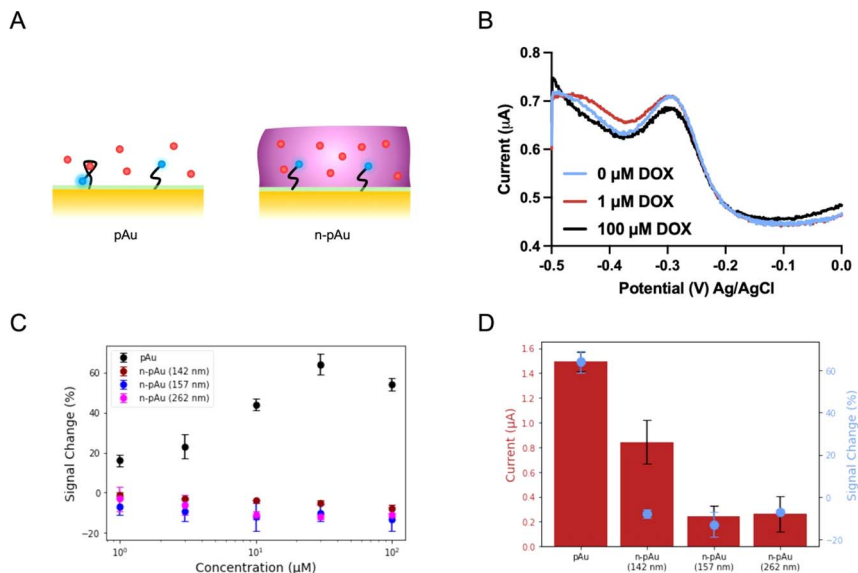 A
pAu
n-pAu
B
0.8
0.7
0.6
0.5
0.4
Current (µA)
0 µM DOX
1 µM DOX
100 µM DOX
-0.5
-0.4
-0.3
-0.2
-0.1
0.0
Potential (V) Ag/AgCl
C
pAu
n-pAu (142 nm)
n-pAu (157 nm)
n-pAu (262 nm)
60
40
20
0
−20
Signal Change (%)
10⁰
10¹
10²
Concentration (µM)
D
1.6
1.4
1.2
1.0
0.8
0.6
0.4
0.2
0.0
Current (µA)
60
40
20
0
−20
Signal Change (%)
pAu
n-pAu
(142 nm)
n-pAu
(157 nm)
n-pAu
(262 nm)